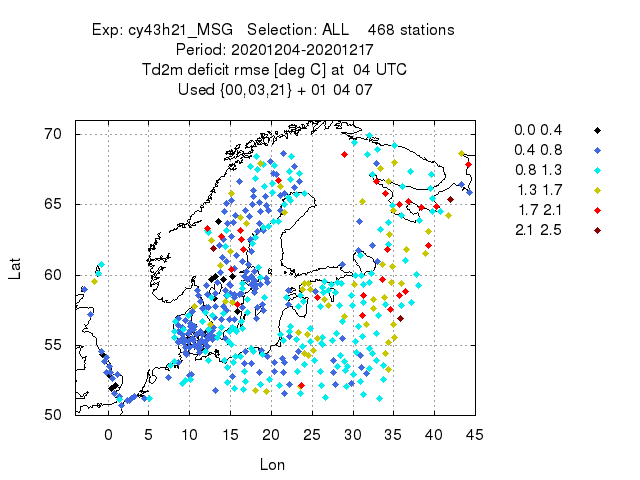 Exp: cy43h21_MSG   Selection: ALL    468 stations
Period: 20201204-20201217
Td2m deficit rmse [deg C] at  04 UTC
Used {00,03,21} + 01 04 07
0.0 0.4
0.4 0.8
0.8 1.3
1.3 1.7
1.7 2.1
2.1 2.5
70
65
60
55
50
Lat
0 5 10 15 20 25 30 35 40 45
Lon